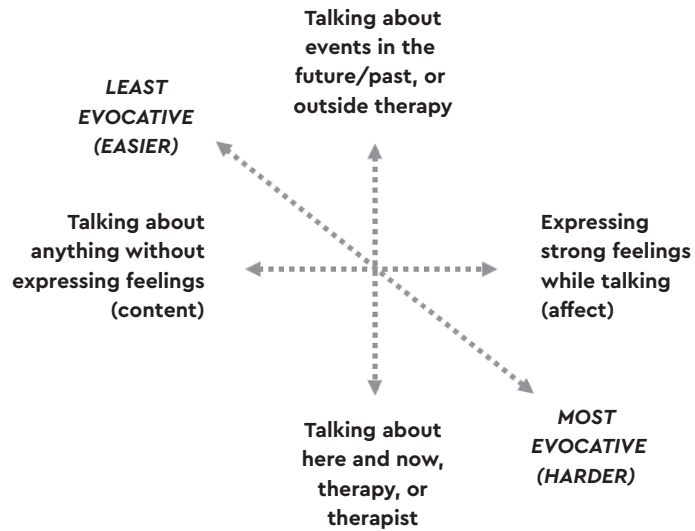 Talking about
events in the
future/past, or
outside therapy
LEAST
EVOCATIVE
(EASIER)
Talking about
anything without
expressing feelings
(content)
Expressing
strong feelings
while talking
(affect)
Talking about
here and now,
therapy, or
therapist
MOST
EVOCATIVE
(HARDER)